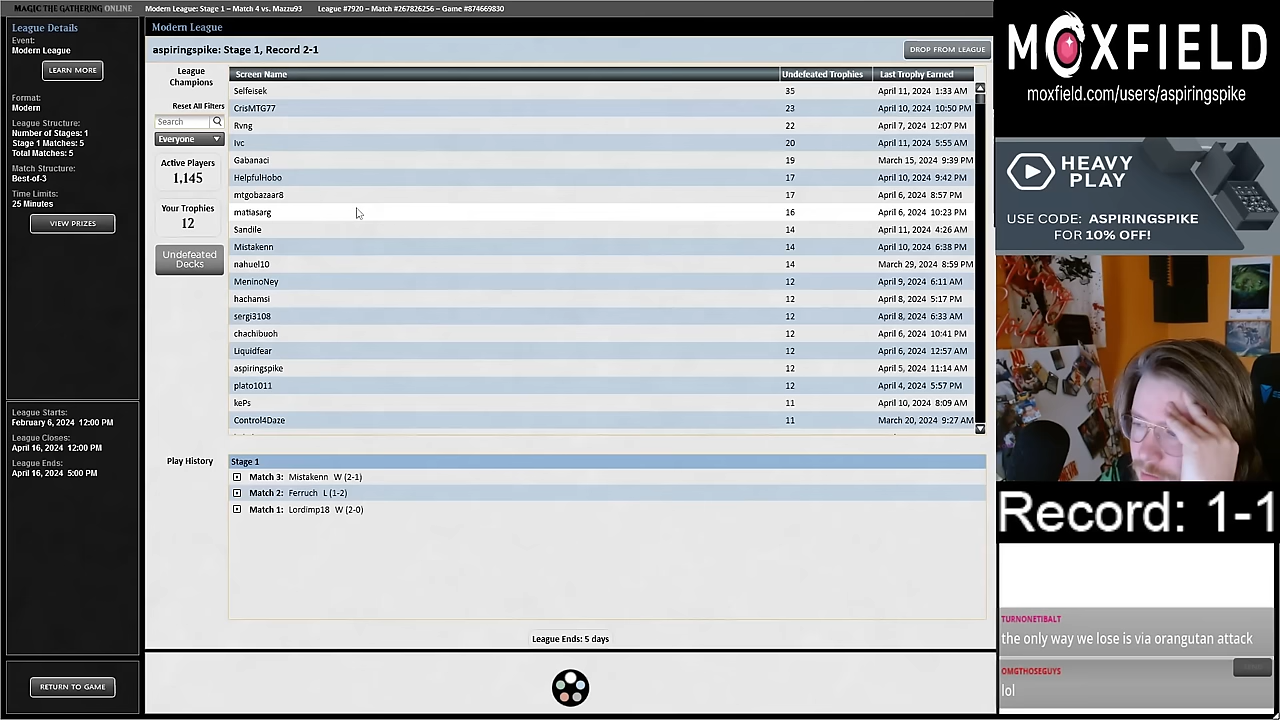 MAGIC THE GATHERING ONLINE
Modern League: Stage 1 – Match 4 vs. Mazzu93
League #7920 – Match #267826256 – Game #874669830
League Details
Event:
Modern League
LEARN MORE
Format:
Modern
League Structure:
Number of Stages: 1
Stage 1 Matches: 5
Total Matches: 5
Match Structure:
Best-of-3
Time Limits:
25 Minutes
VIEW PRIZES
League Starts:
February 6, 2024 12:00 PM
League Closes:
April 16, 2024 12:00 PM
League Ends:
April 16, 2024 5:00 PM
RETURN TO GAME
Modern League
aspiringspike: Stage 1, Record 2-1
DROP FROM LEAGUE
League
Champions
Reset All Filters
Search
Everyone
Active Players
1,145
Your Trophies
12
Undefeated
Decks
Screen Name Undefeated Trophies Last Trophy Earned
Selfeisek 35 April 11, 2024 1:33 AM
CrisMTG77 23 April 10, 2024 10:50 PM
Rvng 22 April 7, 2024 12:07 PM
Ivc 20 April 11, 2024 5:55 AM
Gabanaci 19 March 15, 2024 9:39 PM
HelpfulHobo 17 April 10, 2024 9:42 PM
mtgobazaar8 17 April 6, 2024 8:57 PM
matiasarg 16 April 6, 2024 10:23 PM
Sandile 14 April 11, 2024 4:26 AM
Mistakenn 14 April 10, 2024 6:38 PM
nahuel10 14 March 29, 2024 8:59 PM
MeninoNey 12 April 9, 2024 6:11 AM
hachamsi 12 April 8, 2024 5:17 PM
sergi3108 12 April 8, 2024 6:33 AM
chachibuoh 12 April 6, 2024 10:41 PM
Liquidfear 12 April 6, 2024 12:57 AM
aspiringspike 12 April 5, 2024 11:14 AM
plato1011 12 April 4, 2024 5:57 PM
kePs 11 April 10, 2024 8:09 AM
Control4Daze 11 March 20, 2024 9:27 AM
Play History
Stage 1
Match 3: Mistakenn W (2-1)
Match 2: Ferruch L (1-2)
Match 1: Lordimp18 W (2-0)
League Ends: 5 days
MOXFIELD
moxfield.com/users/aspiringspike
HEAVY
PLAY
USE CODE: ASPIRINGSPIKE
FOR 10% OFF!
Record: 1-1
TURNONETIBALT
the only way we lose is via orangutan attack
OMGTHOSEGUYS
lol